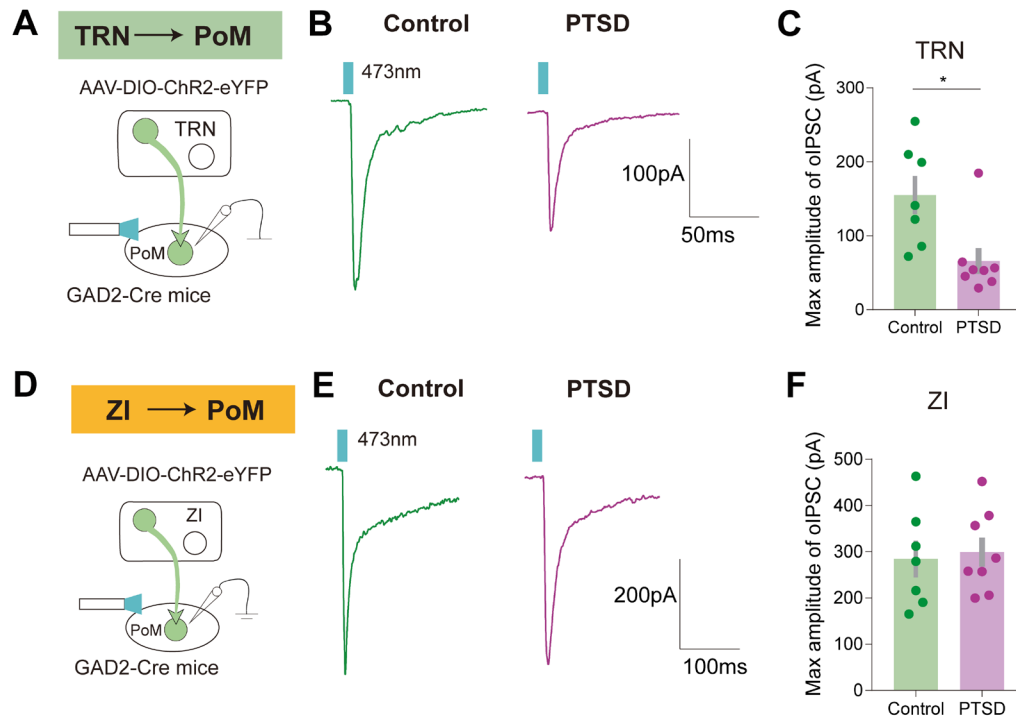 A
TRN → PoM
AAV-DIO-ChR2-eYFP
TRN
PoM
GAD2-Cre mice
B
Control
PTSD
473nm
100pA
50ms
C
TRN
*
Max amplitude of oIPSC (pA)
300
200
100
0
Control
PTSD
D
ZI → PoM
AAV-DIO-ChR2-eYFP
ZI
PoM
GAD2-Cre mice
E
Control
PTSD
473nm
200pA
100ms
F
ZI
Max amplitude of oIPSC (pA)
500
400
300
200
100
0
Control
PTSD